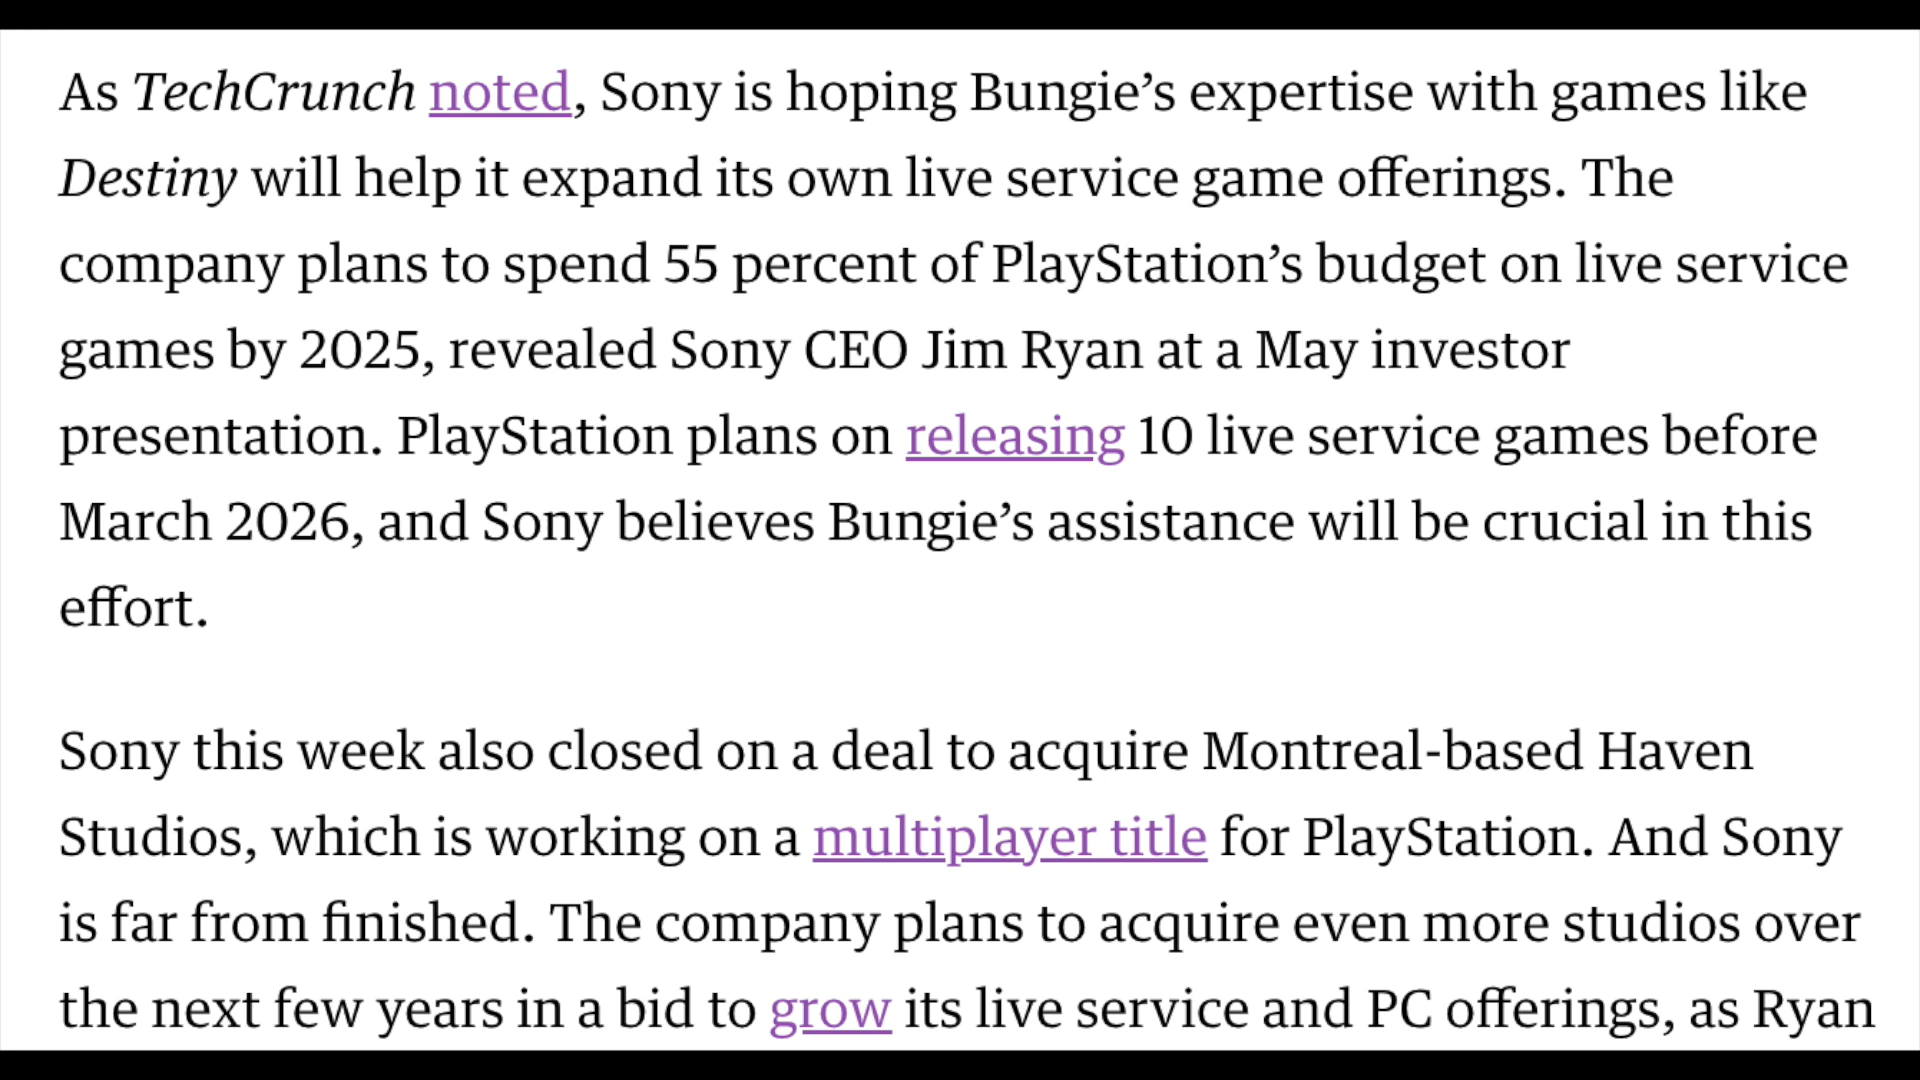 As TechCrunch noted, Sony is hoping Bungie’s expertise with games like
Destiny will help it expand its own live service game offerings. The
company plans to spend 55 percent of PlayStation’s budget on live service
games by 2025, revealed Sony CEO Jim Ryan at a May investor
presentation. PlayStation plans on releasing 10 live service games before
March 2026, and Sony believes Bungie’s assistance will be crucial in this
effort.
Sony this week also closed on a deal to acquire Montreal-based Haven
Studios, which is working on a multiplayer title for PlayStation. And Sony
is far from finished. The company plans to acquire even more studios over
the next few years in a bid to grow its live service and PC offerings, as Ryan